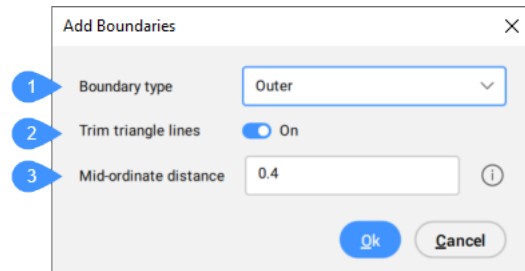 Add Boundaries
1 Boundary type Outer
2 Trim triangle lines On
3 Mid-ordinate distance 0.4
Ok Cancel